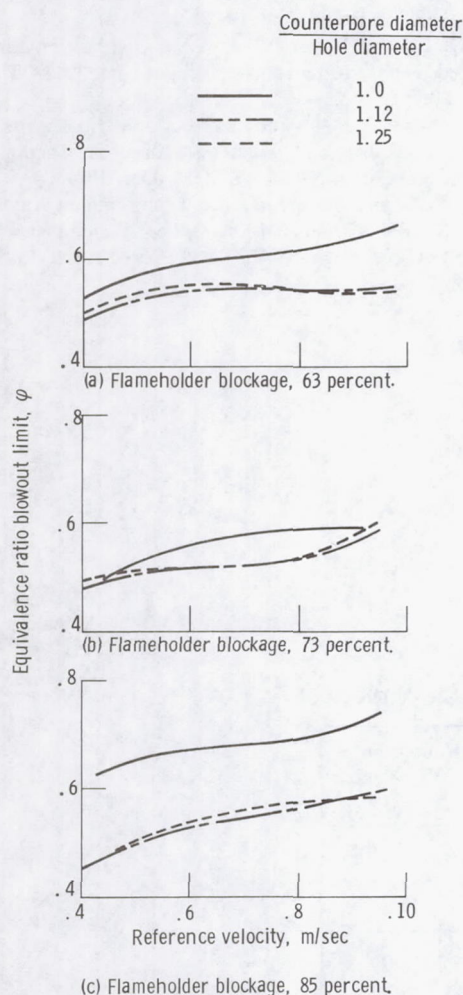 Counterbore diameter
Hole diameter
1.0
1.12
1.25
.8
.6
.4
(a) Flameholder blockage, 63 percent.
.8
.6
.4
(b) Flameholder blockage, 73 percent.
Equivalence ratio blowout limit, φ
.8
.6
.4
.4 .6 .8 .10
Reference velocity, m/sec
(c) Flameholder blockage, 85 percent.